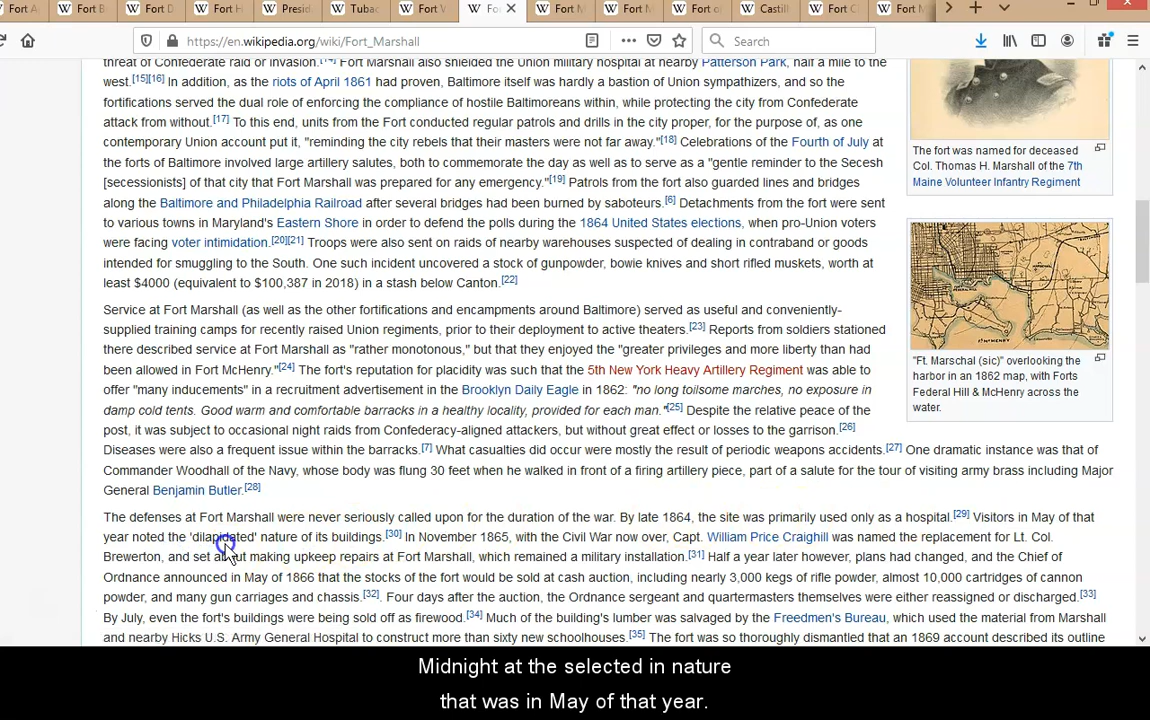 Fort A Fort B Fort D Fort H Presid Tubac Fort V Fo Fort M Fort M Fort of Castill Fort C Fort M
https://en.wikipedia.org/wiki/Fort_Marshall Search
threat of Confederate raid or invasion.[14] Fort Marshall also shielded the Union military hospital at nearby Patterson Park, half a mile to the
west.[15][16] In addition, as the riots of April 1861 had proven, Baltimore itself was hardly a bastion of Union sympathizers, and so the
fortifications served the dual role of enforcing the compliance of hostile Baltimoreans within, while protecting the city from Confederate
attack from without.[17] To this end, units from the Fort conducted regular patrols and drills in the city proper, for the purpose of, as one
contemporary Union account put it, "reminding the city rebels that their masters were not far away."[18] Celebrations of the Fourth of July at
the forts of Baltimore involved large artillery salutes, both to commemorate the day as well as to serve as a "gentle reminder to the Secesh
[secessionists] of that city that Fort Marshall was prepared for any emergency."[19] Patrols from the fort also guarded lines and bridges
along the Baltimore and Philadelphia Railroad after several bridges had been burned by saboteurs.[6] Detachments from the fort were sent
to various towns in Maryland's Eastern Shore in order to defend the polls during the 1864 United States elections, when pro-Union voters
were facing voter intimidation.[20][21] Troops were also sent on raids of nearby warehouses suspected of dealing in contraband or goods
intended for smuggling to the South. One such incident uncovered a stock of gunpowder, bowie knives and short rifled muskets, worth at
least $4000 (equivalent to $100,387 in 2018) in a stash below Canton.[22]
Service at Fort Marshall (as well as the other fortifications and encampments around Baltimore) served as useful and conveniently-
supplied training camps for recently raised Union regiments, prior to their deployment to active theaters.[23] Reports from soldiers stationed
there described service at Fort Marshall as "rather monotonous," but that they enjoyed the "greater privileges and more liberty than had
been allowed in Fort McHenry."[24] The fort's reputation for placidity was such that the 5th New York Heavy Artillery Regiment was able to
offer "many inducements" in a recruitment advertisement in the Brooklyn Daily Eagle in 1862: "no long toilsome marches, no exposure in
damp cold tents. Good warm and comfortable barracks in a healthy locality, provided for each man."[25] Despite the relative peace of the
post, it was subject to occasional night raids from Confederacy-aligned attackers, but without great effect or losses to the garrison.[26]
Diseases were also a frequent issue within the barracks.[7] What casualties did occur were mostly the result of periodic weapons accidents.[27] One dramatic instance was that of
Commander Woodhall of the Navy, whose body was flung 30 feet when he walked in front of a firing artillery piece, part of a salute for the tour of visiting army brass including Major
General Benjamin Butler.[28]
The defenses at Fort Marshall were never seriously called upon for the duration of the war. By late 1864, the site was primarily used only as a hospital.[29] Visitors in May of that
year noted the 'dilapidated' nature of its buildings.[30] In November 1865, with the Civil War now over, Capt. William Price Craighill was named the replacement for Lt. Col.
Brewerton, and set about making upkeep repairs at Fort Marshall, which remained a military installation.[31] Half a year later however, plans had changed, and the Chief of
Ordnance announced in May of 1866 that the stocks of the fort would be sold at cash auction, including nearly 3,000 kegs of rifle powder, almost 10,000 cartridges of cannon
powder, and many gun carriages and chassis.[32] Four days after the auction, the Ordnance sergeant and quartermasters themselves were either reassigned or discharged.[33]
By July, even the fort's buildings were being sold off as firewood.[34] Much of the building's lumber was salvaged by the Freedmen's Bureau, which used the material from Marshall
and nearby Hicks U.S. Army General Hospital to construct more than sixty new schoolhouses.[35] The fort was so thoroughly dismantled that an 1869 account described its outline
The fort was named for deceased
Col. Thomas H. Marshall of the 7th
Maine Volunteer Infantry Regiment
"Ft. Marschal (sic)" overlooking the
harbor in an 1862 map, with Forts
Federal Hill & McHenry across the
water.
Midnight at the selected in nature
that was in May of that year.